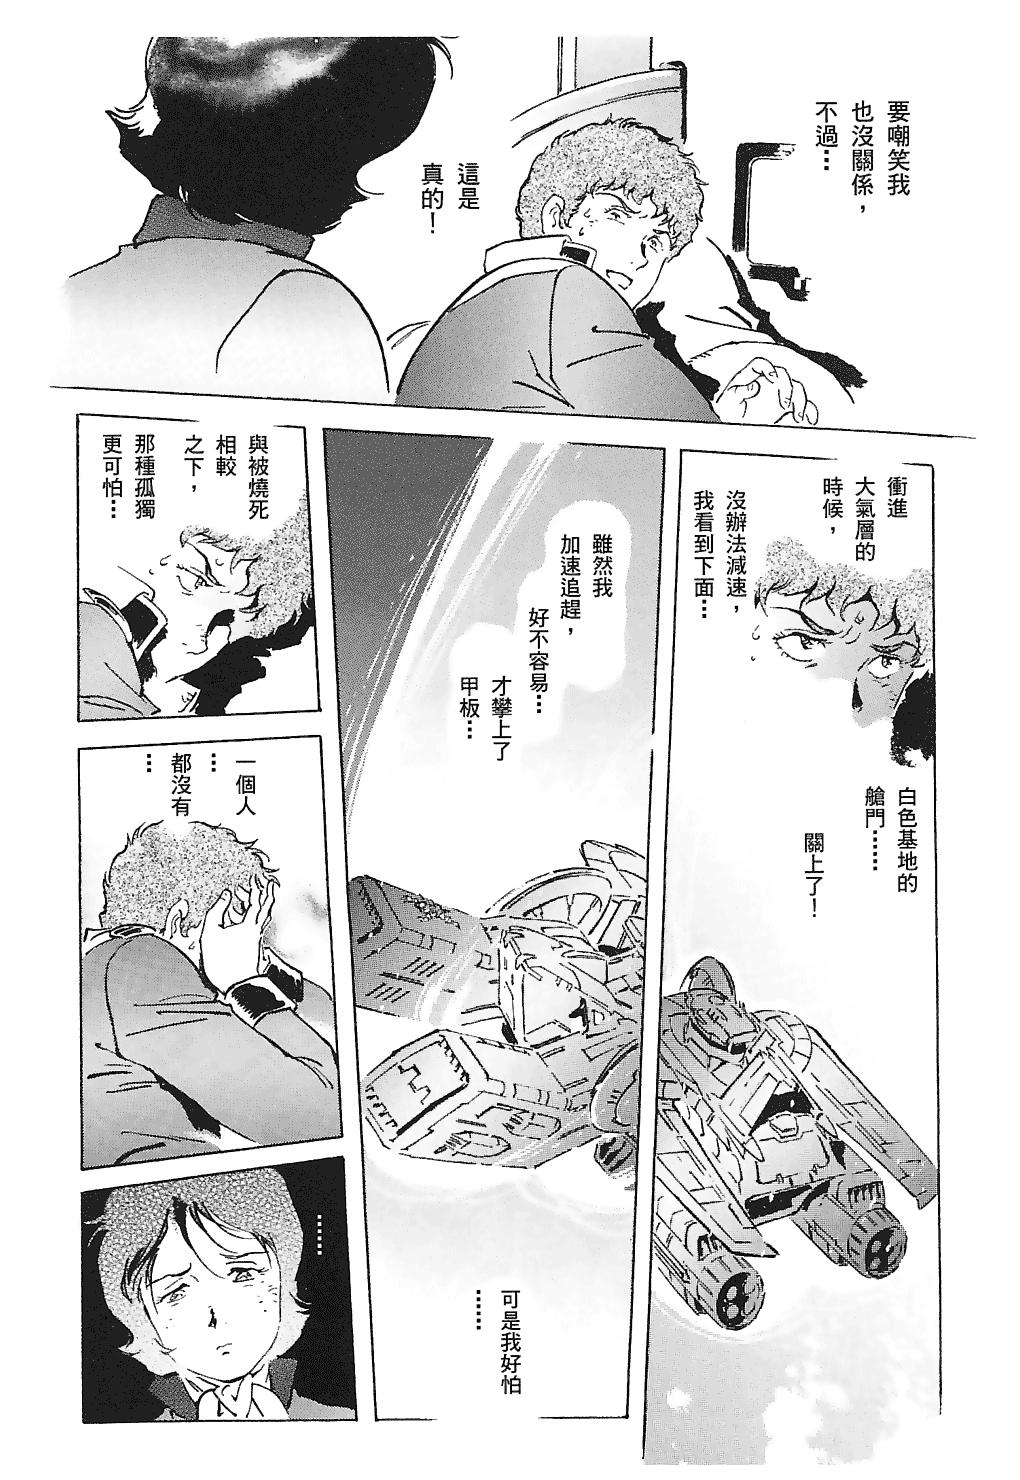 要嘲笑我
也沒關係，
不過…
這是
真的！
衝進
大氣層的
時候，
沒辦法減速，
我看到下面…
白色基地的
艙門……
關上了！
雖然我
加速追趕，
好不容易…
才攀上了
甲板…
可是我好怕
……
與被燒死
相較
之下，
那種孤獨
更可怕…
一個人
…
都沒有
…
……